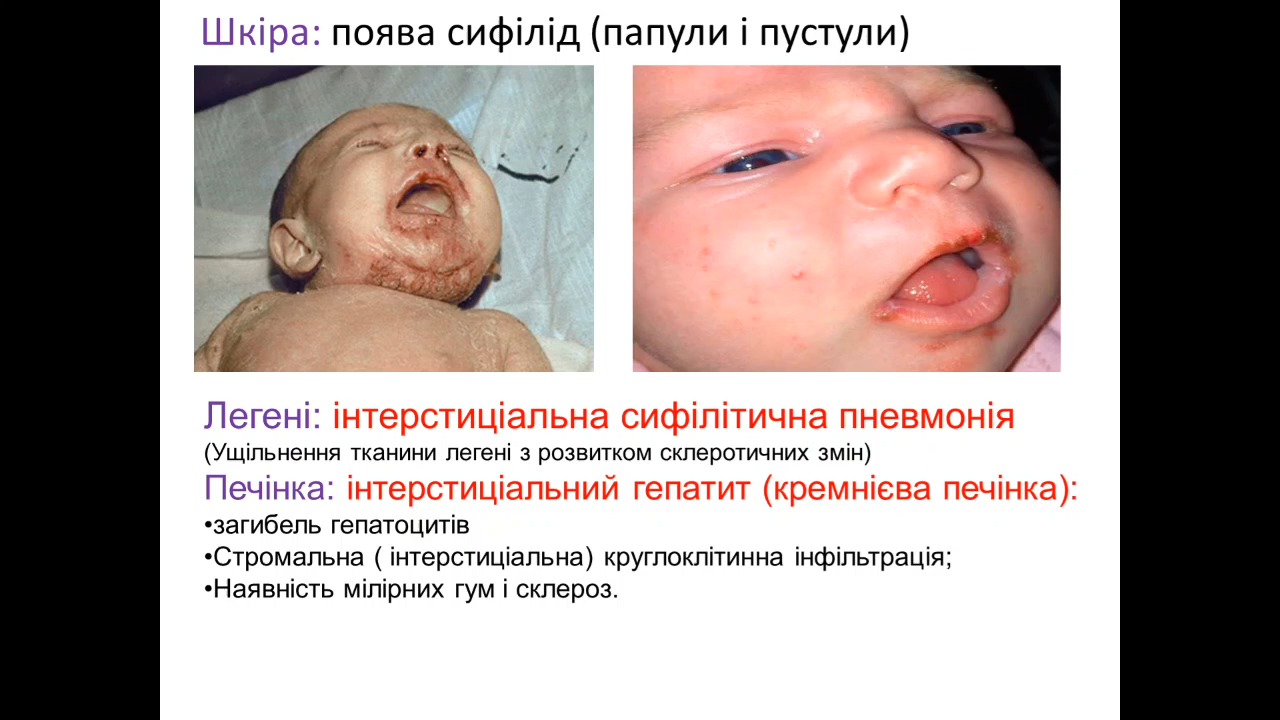 Шкіра: поява сифілід (папули і пустули)
Легені: інтерстиціальна сифілітична пневмонія
(Ущільнення тканини легені з розвитком склеротичних змін)
Печінка: інтерстиціальний гепатит (кремнієва печінка):
•загибель гепатоцитів
•Стромальна ( інтерстиціальна) круглоклітинна інфільтрація;
•Наявність мілірних гум і склероз.